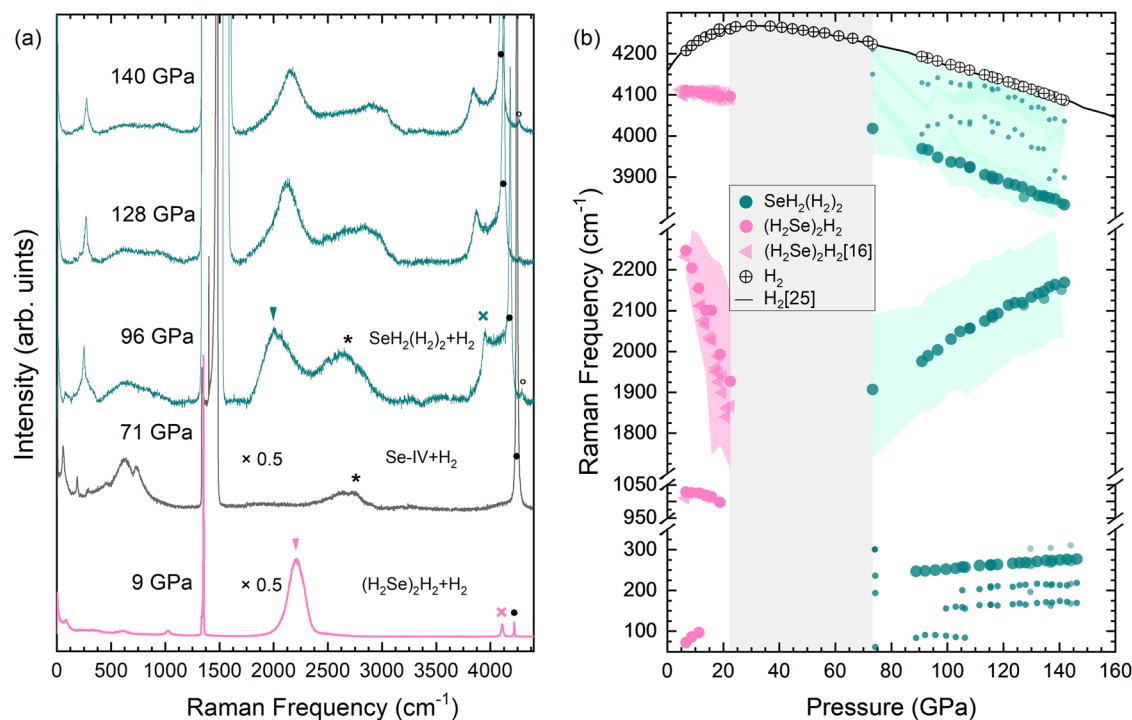 (a)
140 GPa
128 GPa
96 GPa
SeH2(H2)2+H2
71 GPa
× 0.5
Se-IV+H2
9 GPa
× 0.5
(H2Se)2H2+H2
*
*
Intensity (arb. uints)
0 500 1000 1500 2000 2500 3000 3500 4000
Raman Frequency (cm-1)
(b)
4200
4100
4000
3900
2200
2100
2000
1900
1800
1050
950
300
200
100
SeH2(H2)2
(H2Se)2H2
(H2Se)2H2[16]
H2
H2[25]
Raman Frequency (cm-1)
0 20 40 60 80 100 120 140 160
Pressure (GPa)